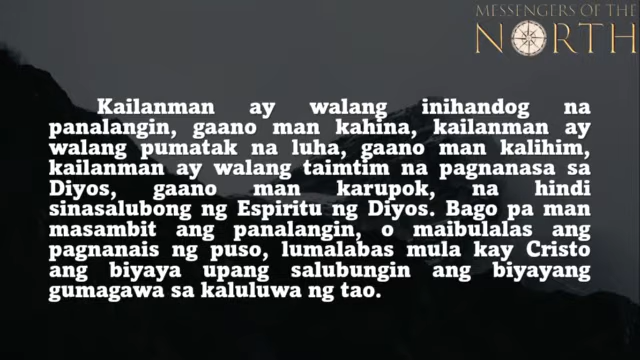 MESSENGERS OF THE
NORTH
Kailanman ay walang inihandog na
panalangin, gaano man kahina, kailanman ay
walang pumatak na luha, gaano man kalihim,
kailanman ay walang taimtim na pagnanasa sa
Diyos, gaano man karupok, na hindi
sinasalubong ng Espiritu ng Diyos. Bago pa man
masambit ang panalangin, o maibulalas ang
pagnanais ng puso, lumalabas mula kay Cristo
ang biyaya upang salubungin ang biyayang
gumagawa sa kaluluwa ng tao.